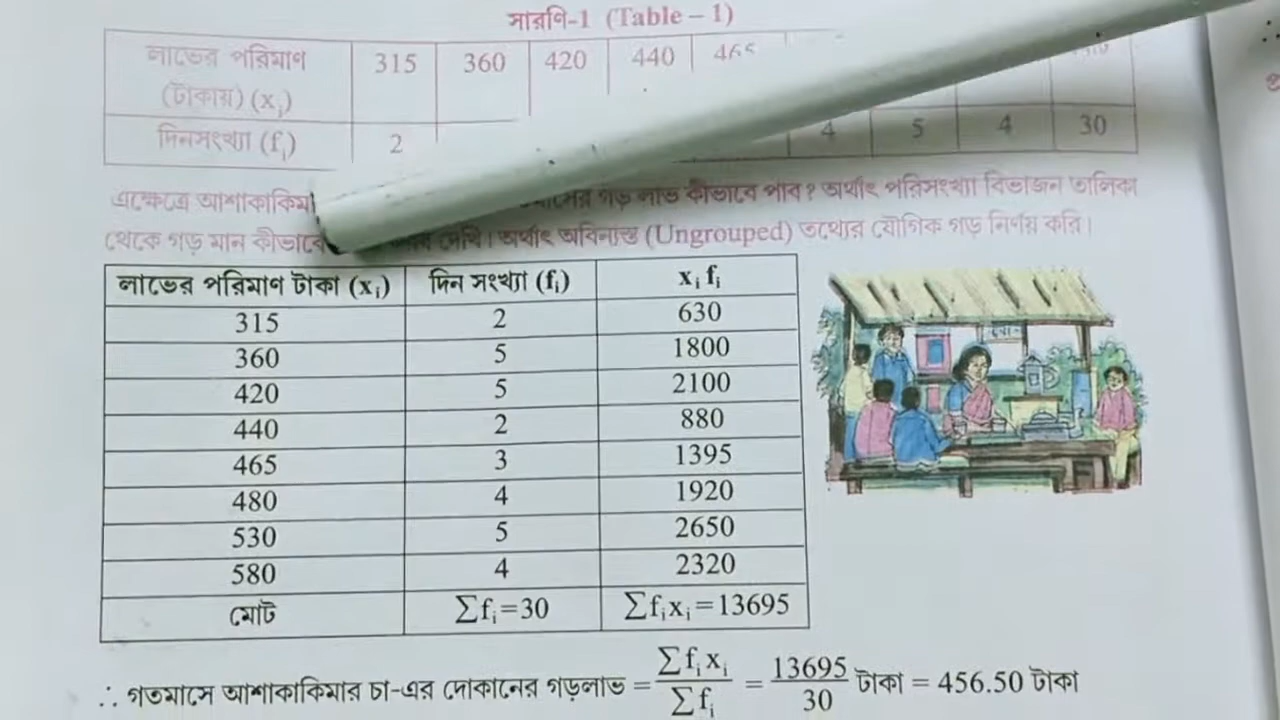 সারণি-1 (Table – 1)
লাভের পরিমাণ (টাকায়) (xᵢ) 315 360 420 440 465
দিনসংখ্যা (fᵢ) 2 4 5 4 30
এক্ষেত্রে আশাকাকিমা গড় লাভ কীভাবে পাব? অর্থাৎ পরিসংখ্যা বিভাজন তালিকা
থেকে গড় মান কীভাবে দেখি। অর্থাৎ অবিন্যস্ত (Ungrouped) তথ্যের যৌগিক গড় নির্ণয় করি।
লাভের পরিমাণ টাকা (xᵢ) দিন সংখ্যা (fᵢ) xᵢ fᵢ
315 2 630
360 5 1800
420 5 2100
440 2 880
465 3 1395
480 4 1920
530 5 2650
580 4 2320
মোট ∑fᵢ=30 ∑fᵢxᵢ=13695
∴ গতমাসে আশাকাকিমার চা-এর দোকানের গড়লাভ = ∑fᵢxᵢ / ∑fᵢ = 13695 / 30 টাকা = 456.50 টাকা